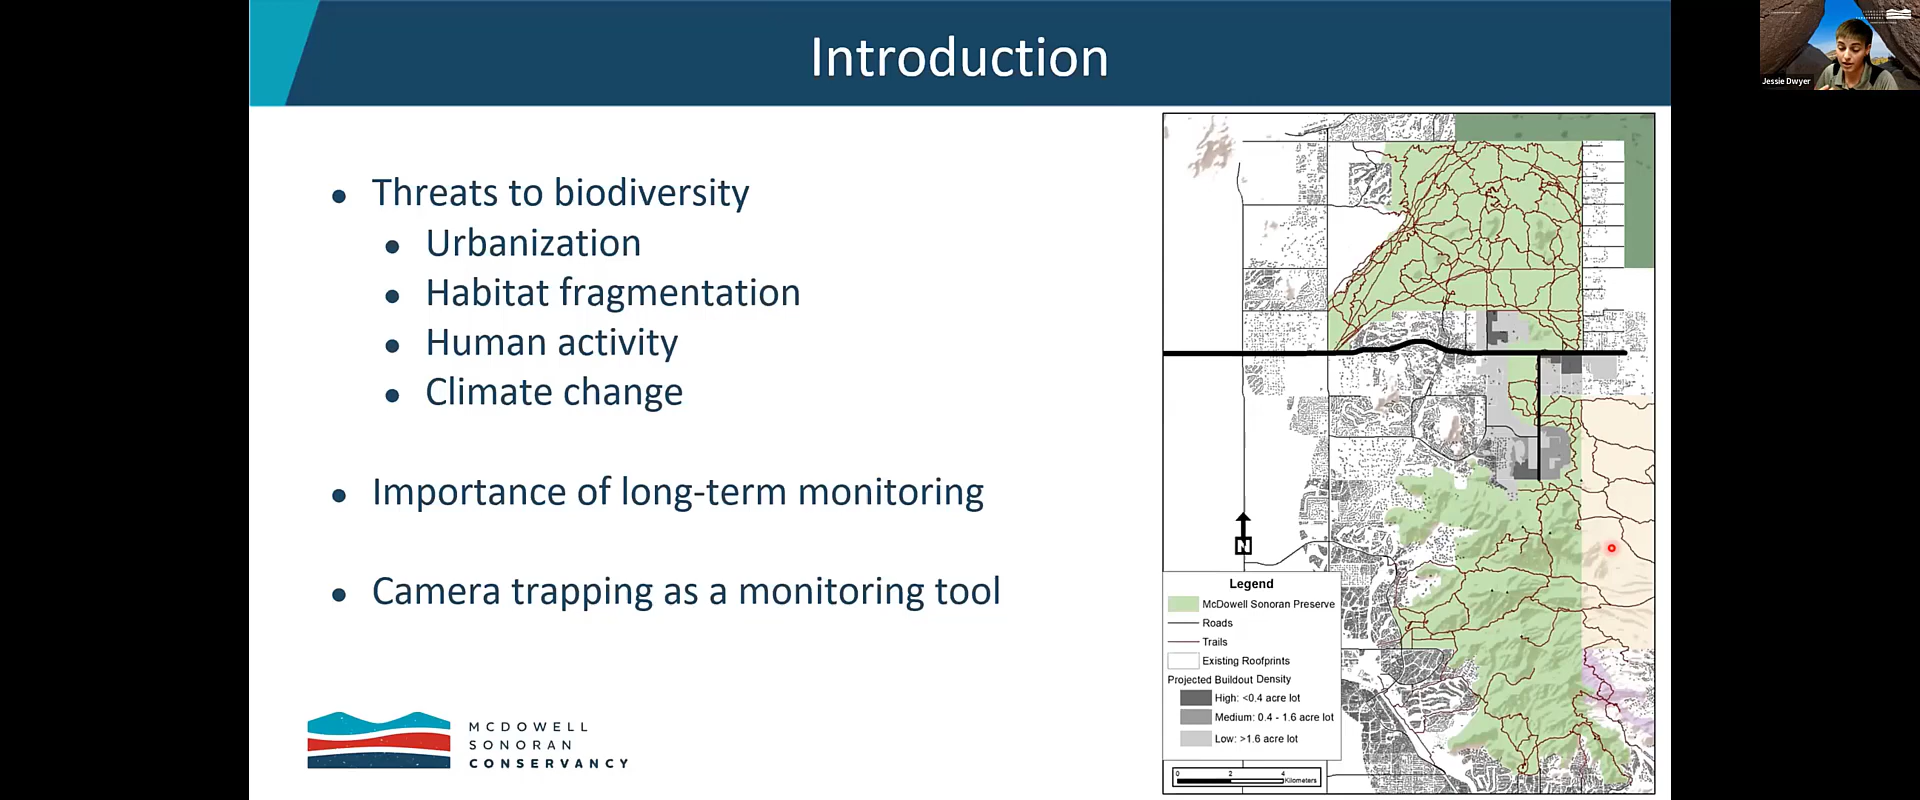 Introduction
Jessie Dwyer
Threats to biodiversity
Urbanization
Habitat fragmentation
Human activity
Climate change
Importance of long-term monitoring
Camera trapping as a monitoring tool
MCDOWELL
SONORAN
CONSERVANCY
N
Legend
McDowell Sonoran Preserve
Roads
Trails
Existing Roofprints
Projected Buildout Density
High: <0.4 acre lot
Medium: 0.4 - 1.6 acre lot
Low: >1.6 acre lot
0 2 4
Kilometers